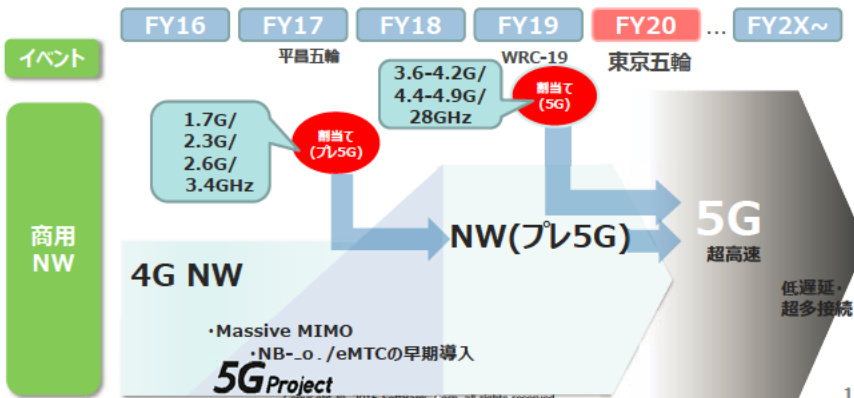 FY16 FY17 FY18 FY19 FY20 ... FY2X~
イベント
平昌五輪
WRC-19
東京五輪
3.6-4.2G/
4.4-4.9G/
28GHz
割当て
(5G)
1.7G/
2.3G/
2.6G/
3.4GHz
割当て
(プレ5G)
商用
NW
4G NW
NW(プレ5G)
5G
超高速
低遅延・
超多接続
・Massive MIMO
・NB-_o./eMTCの早期導入
5G Project
1